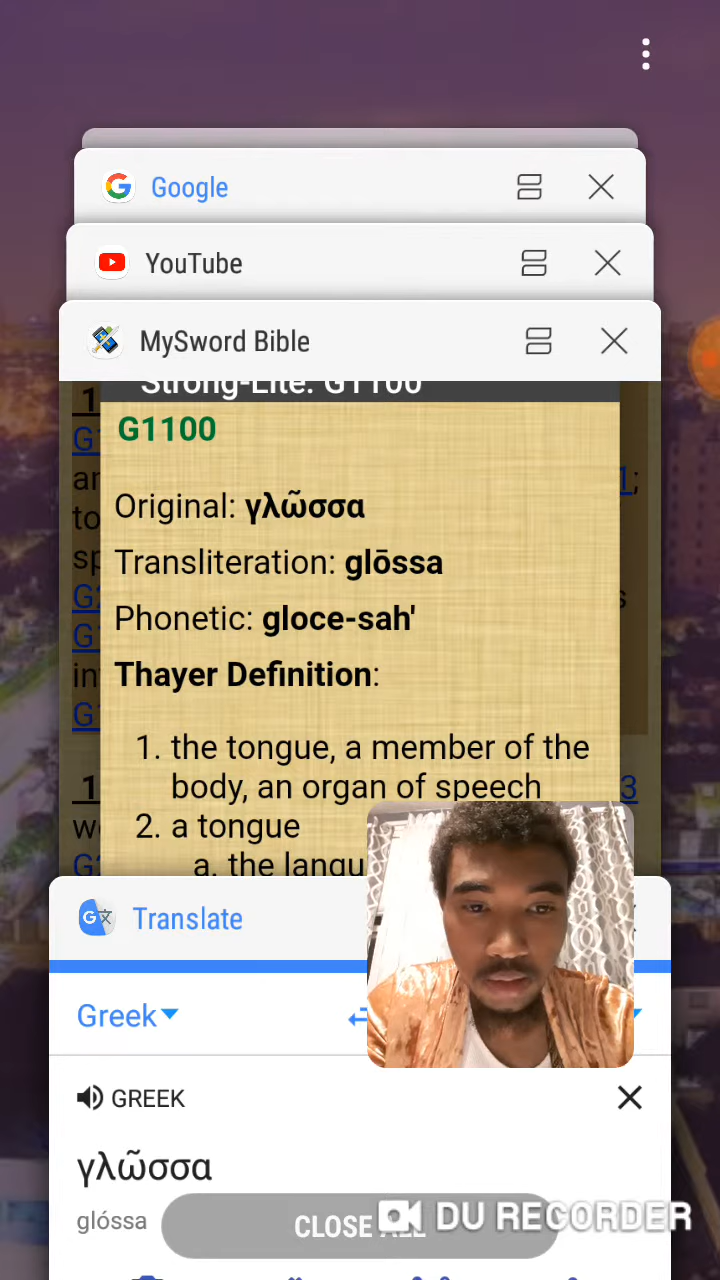 Google
YouTube
MySword Bible
Strong-Lite: G1100
G1100
Original: γλῶσσα
Transliteration: glōssa
Phonetic: gloce-sah'
Thayer Definition:
1. the tongue, a member of the
body, an organ of speech
2. a tongue
a. the langu
Translate
Greek
GREEK
γλῶσσα
glóssa
CLOSE ALL
DU RECORDER